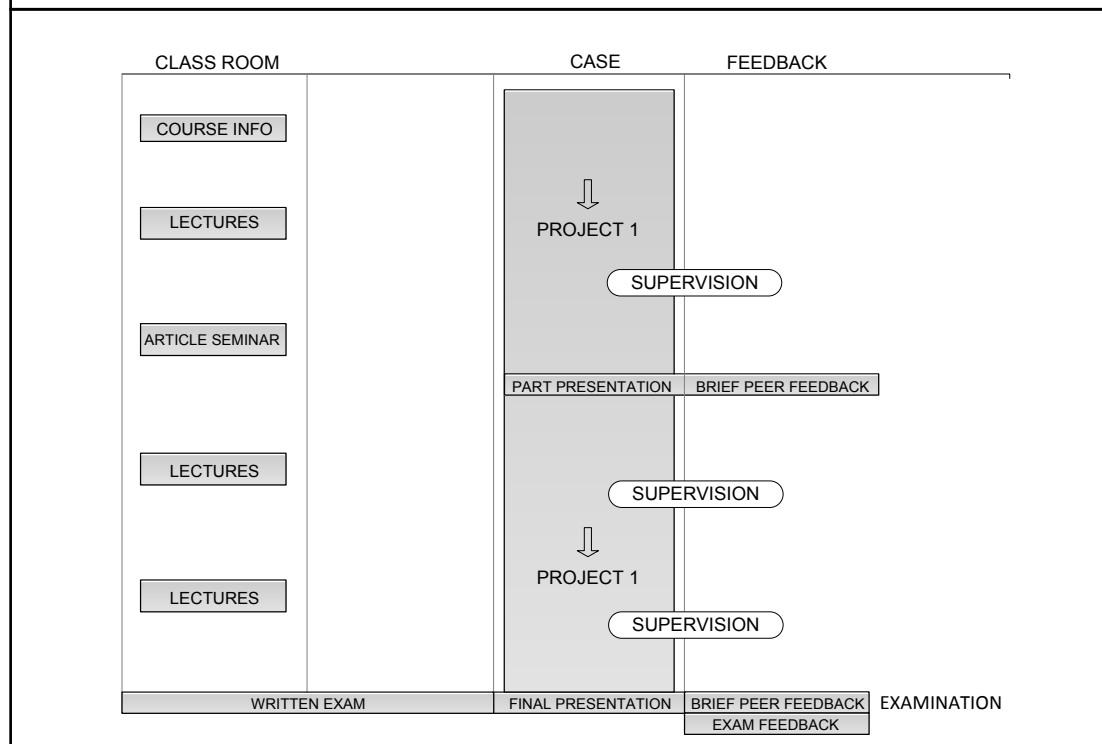 CLASS ROOM
CASE
FEEDBACK
COURSE INFO
LECTURES
PROJECT 1
SUPERVISION
ARTICLE SEMINAR
PART PRESENTATION
BRIEF PEER FEEDBACK
LECTURES
SUPERVISION
PROJECT 1
LECTURES
SUPERVISION
WRITTEN EXAM
FINAL PRESENTATION
BRIEF PEER FEEDBACK
EXAMINATION
EXAM FEEDBACK